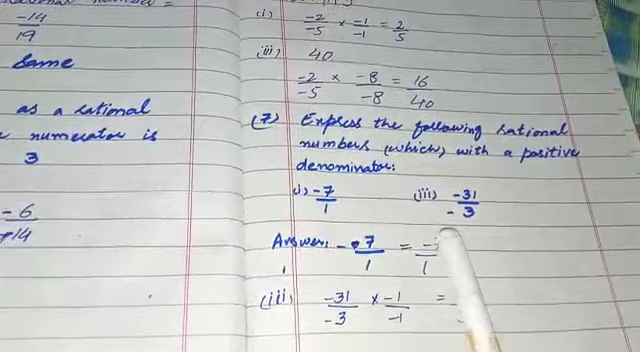 -14
19
Same
as a rational
numerator is
3
-6
-14
(i) -2/-5 × -1/-1 = 2/5
(iii) 40
-2/-5 × -8/-8 = 16/40
(7) Express the following rational
numbers (which) with a positive
denominator:
(i) -7/1 (iii) -31/-3
Answer. -7/1 = -/1
(iii) -31/-3 × -1/-1 =